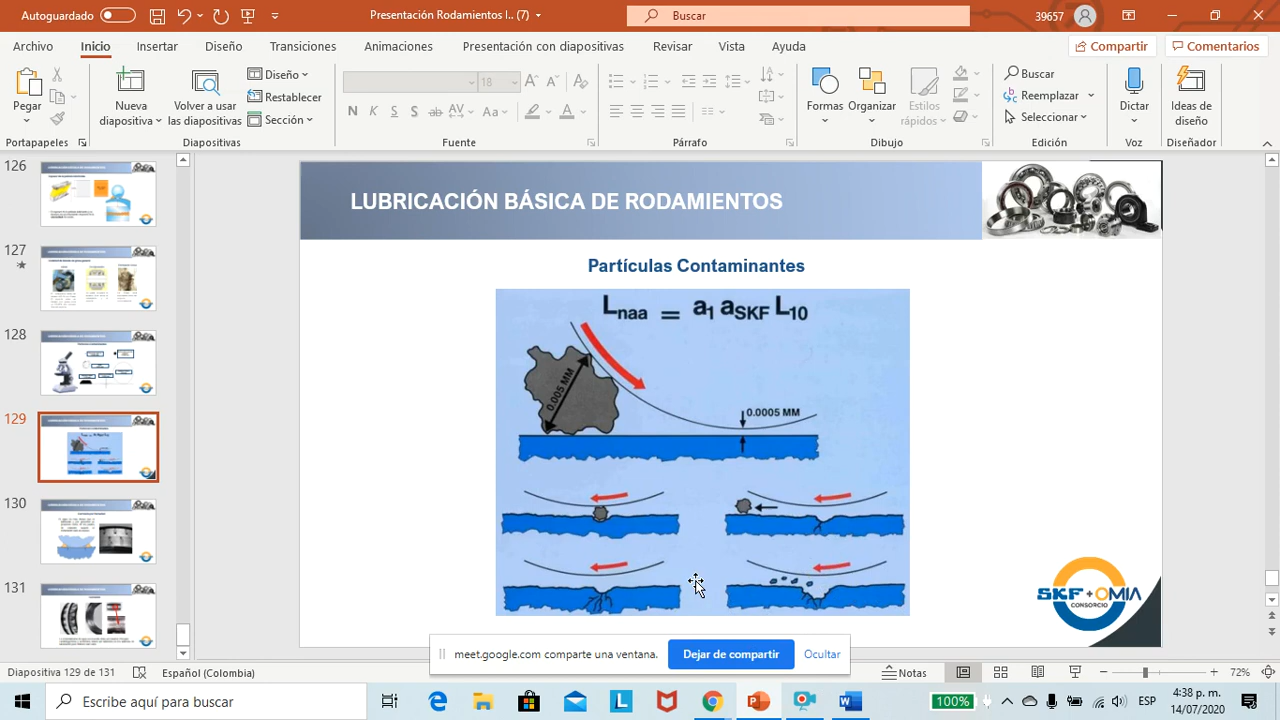 Autoguardado
Presentación Rodamientos I.. (7)
Buscar
39657
Archivo
Inicio
Insertar
Diseño
Transiciones
Animaciones
Presentación con diapositivas
Revisar
Vista
Ayuda
Compartir
Comentarios
Pegar
Nueva
diapositiva
Volver a usar
las diapositivas
Diseño
Restablecer
Sección
18
N K S S ab AV Aa
Formas
Organizar
Estilos
rápidos
Buscar
Reemplazar
Seleccionar
Dictar
Ideas de
diseño
Portapapeles
Diapositivas
Fuente
Párrafo
Dibujo
Edición
Voz
Diseñador
126
127
128
129
130
131
LUBRICACIÓN BÁSICA DE RODAMIENTOS
Partículas Contaminantes
Lnaa = a1 aSKF L10
0.005 MM
0.0005 MM
SKF + OMIA
CONSORCIO
meet.google.com comparte una ventana.
Dejar de compartir
Ocultar
Diapositiva 129 de 131
Español (Colombia)
Notas
72%
Escribe aquí para buscar
100%
ESP
4:38 p. m.
14/07/2020